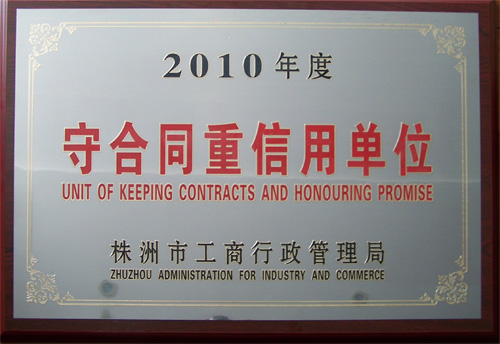 2010年度
守合同重信用单位
UNIT OF KEEPING CONTRACTS AND HONOURING PROMISE
株洲市工商行政管理局
ZHUZHOU ADMINISTRATION FOR INDUSTRY AND COMMERCE